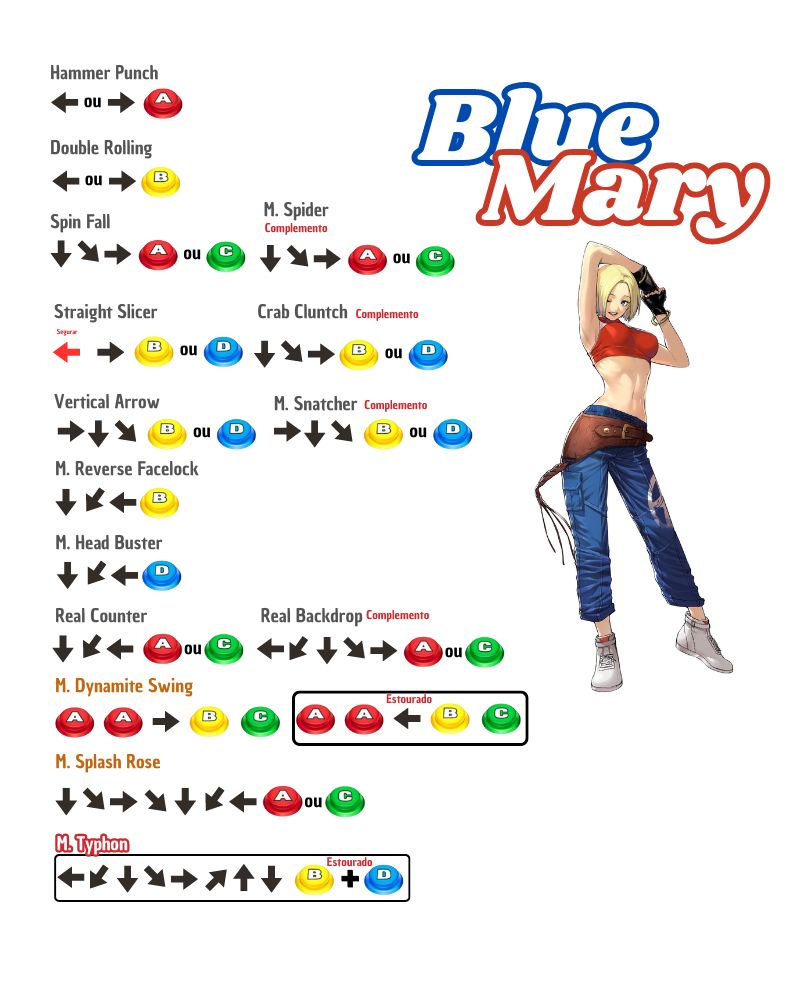 Blue
Mary
Hammer Punch
← ou → A
Double Rolling
← ou → B
Spin Fall
↓ ↘ → A ou C
M. Spider
Complemento
↓ ↘ → A ou C
Straight Slicer
Segurar
← → B ou D
Crab Cluntch Complemento
↓ ↘ → B ou D
Vertical Arrow
→ ↓ ↘ B ou D
M. Snatcher Complemento
→ ↓ ↘ B ou D
M. Reverse Facelock
↓ ↙ ← B
M. Head Buster
↓ ↙ ← D
Real Counter
↓ ↙ ← A ou C
Real Backdrop Complemento
← ↙ ↓ ↘ → A ou C
M. Dynamite Swing
A A → B C
Estourado
A A ← B C
M. Splash Rose
↓ ↘ → ↘ ↓ ↙ ← A ou C
M. Typhon
Estourado
← ↙ ↓ ↘ → ↗ ↑ ↓ B + D